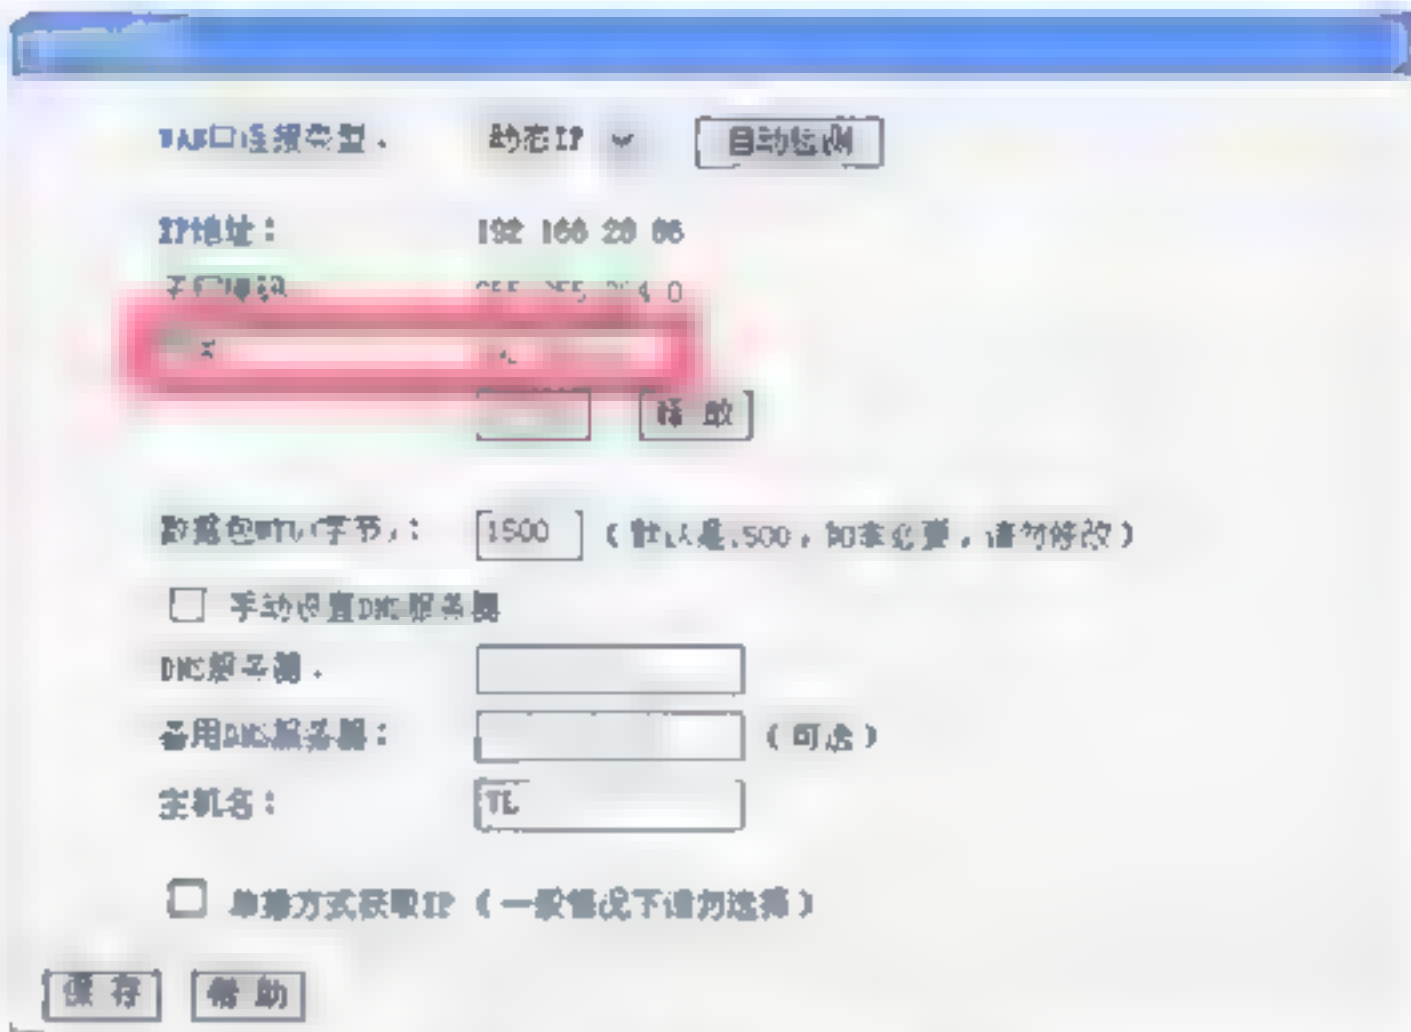 WAN口连接类型: 动态IP 自动检测
IP地址: 192 168 20
子网掩码 0
释 放
数据包MTU(字节): 1500 (默认是1500,如非必要,请勿修改)
手动设置DNS服务器
DNS服务器:
备用DNS服务器: (可选)
主机名: TL
单播方式获取IP (一般情况下请勿选择)
保 存 帮 助